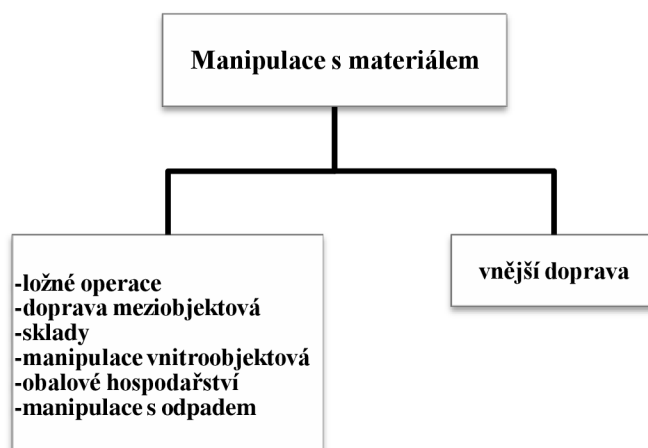 Manipulace s materiálem
-ložné operace
-doprava meziobjektová
-sklady
-manipulace vnitroobjektová
-obalové hospodařství
-manipulace s odpadem
vnější doprava